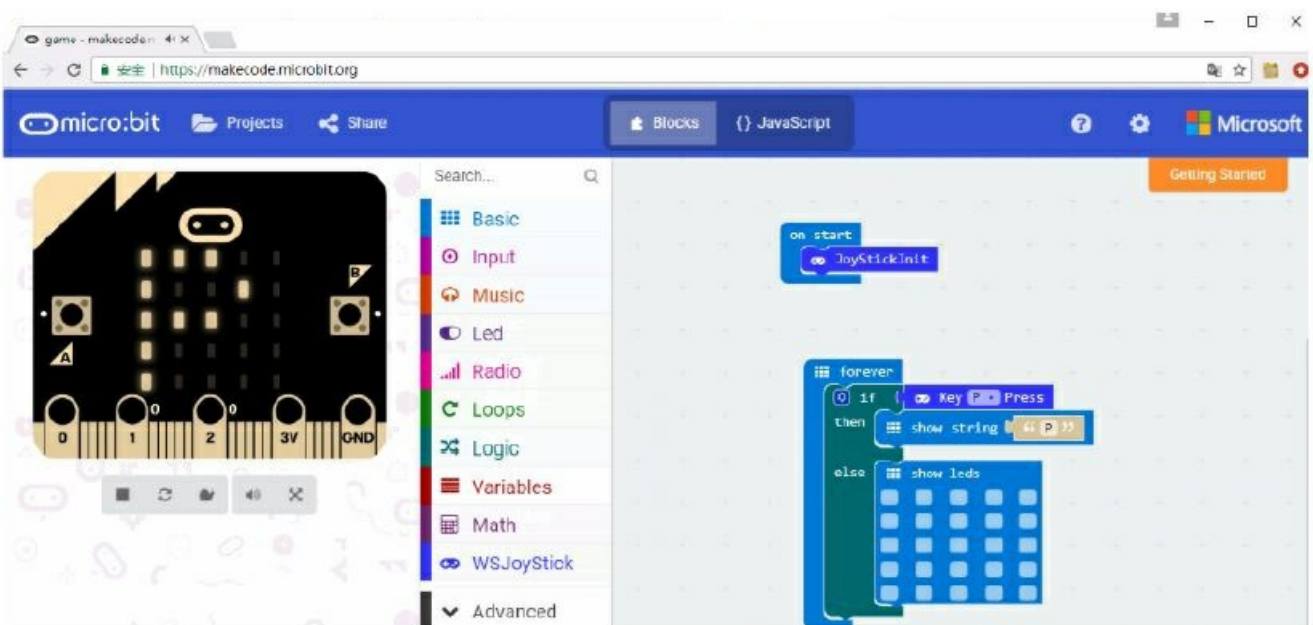 game - makecode.m
安全 | https://makecode.microbit.org
micro:bit Projects Share Blocks {} JavaScript ? Microsoft
Search...
Getting Started
Basic
Input
Music
Led
Radio
Loops
Logic
Variables
Math
WSJoyStick
Advanced
B
A
0 0
0 1 2 3V GND
on start
JoyStickInit
forever
if Key P Press
then show string “ P ”
else show leds